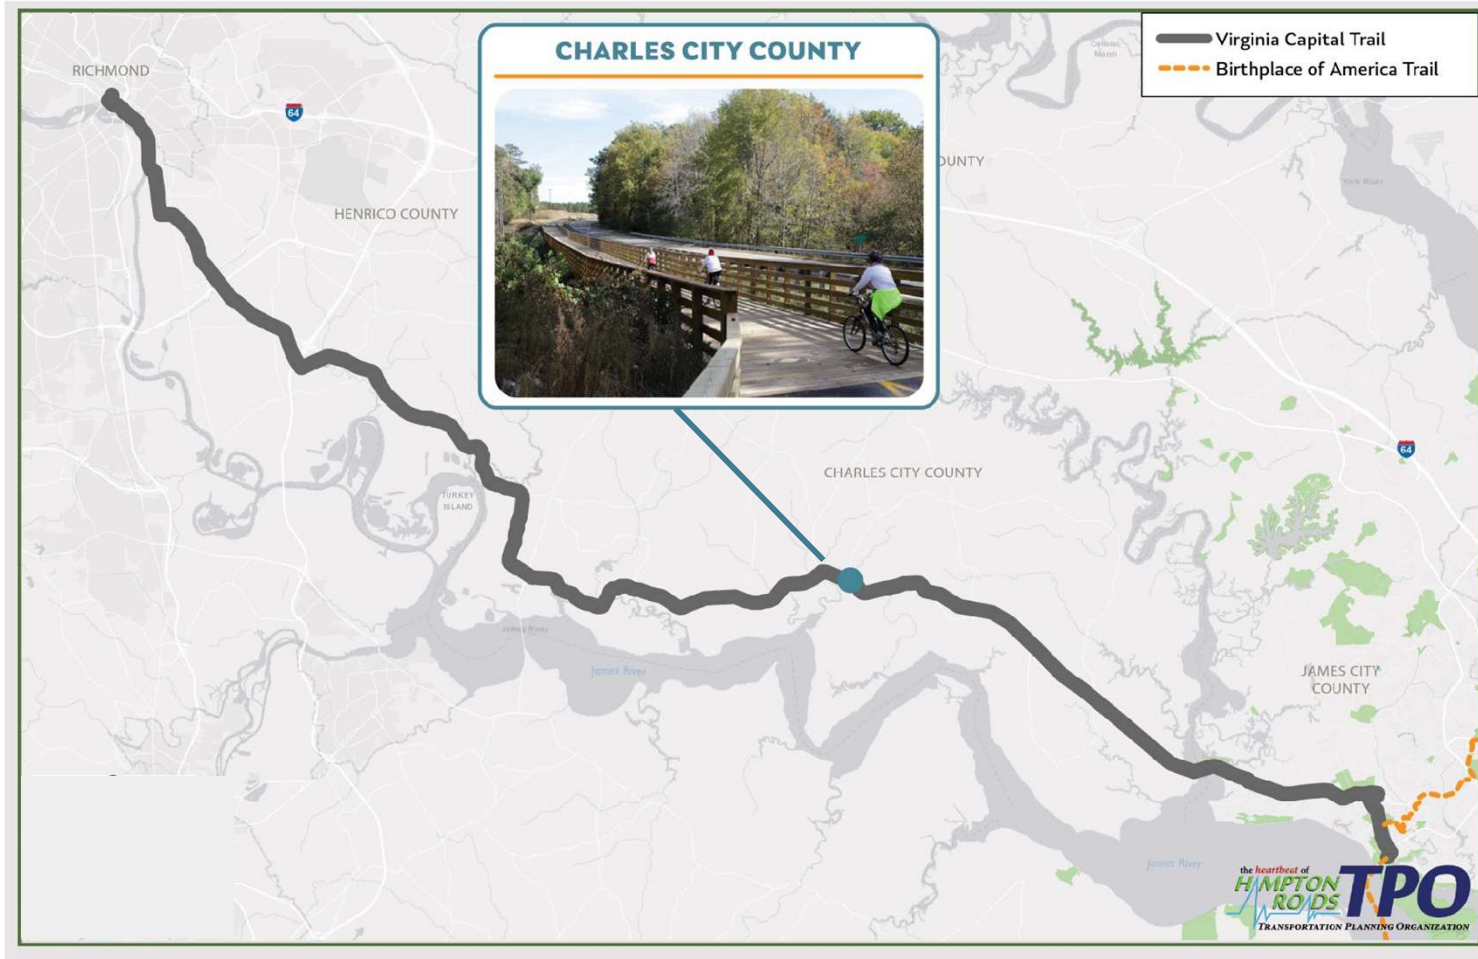 CHARLES CITY COUNTY
Virginia Capital Trail
Birthplace of America Trail
RICHMOND
64
HENRICO COUNTY
OUNTY
York River
CHARLES CITY COUNTY
64
TURKEY
ISLAND
James River
James River
JAMES CITY
COUNTY
James River
the heartbeat of
HAMPTON
ROADS
TPO
TRANSPORTATION PLANNING ORGANIZATION